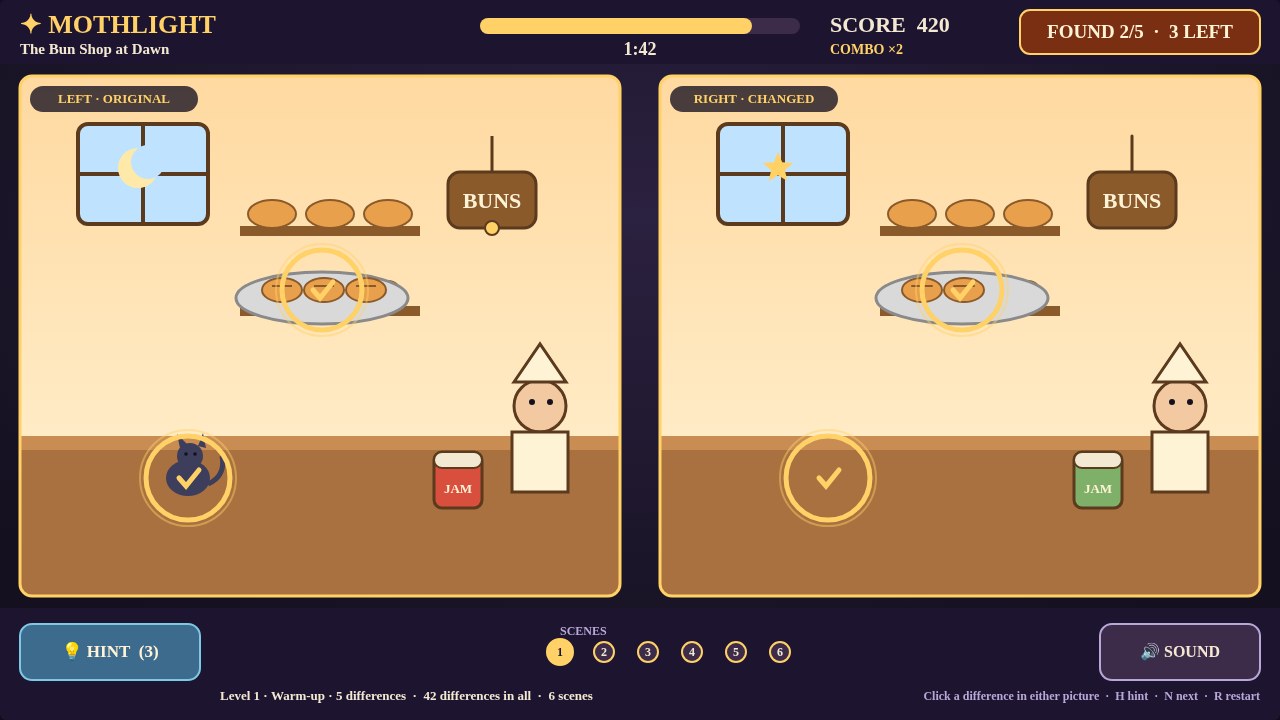 ✦ MOTHLIGHT
The Bun Shop at Dawn
1:42
SCORE 420
COMBO ×2
FOUND 2/5 · 3 LEFT
LEFT · ORIGINAL
BUNS
JAM
RIGHT · CHANGED
BUNS
JAM
💡 HINT (3)
SCENES
1 2 3 4 5 6
🔊 SOUND
Level 1 · Warm-up · 5 differences · 42 differences in all · 6 scenes
Click a difference in either picture · H hint · N next · R restart